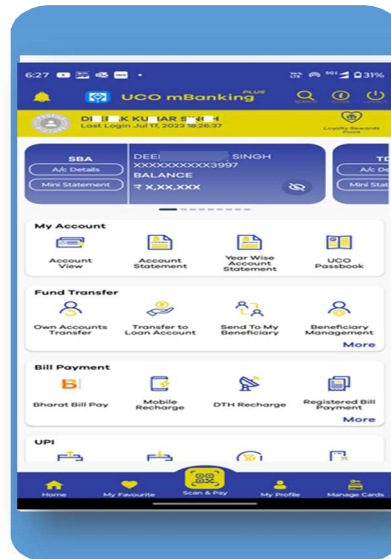 6:27
31%
UCO mBanking PLUS
Last Login Jul 17, 2023 18:26:37
Loyalty Rewards
Point
SBA
A/c Details
Mini Statement
SINGH
XXXXXXXXXX3997
BALANCE
₹ X,XX,XXX
My Account
Account
View
Account
Statement
Year Wise
Account
Statement
UCO
Passbook
Fund Transfer
Own Accounts
Transfer
Transfer to
Loan Account
Send To My
Beneficiary
Beneficiary
Management
More
Bill Payment
Bharat Bill Pay
Mobile
Recharge
DTH Recharge
Registered Bill
Payment
More
UPI
Home
My Favourite
Scan & Pay
My Profile
Manage Cards